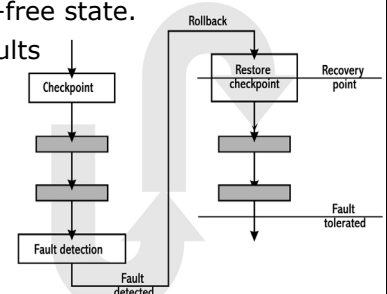 -free state.
ults
Rollback
Checkpoint
Restore
checkpoint
Recovery
point
Fault
tolerated
Fault detection
Fault
detected